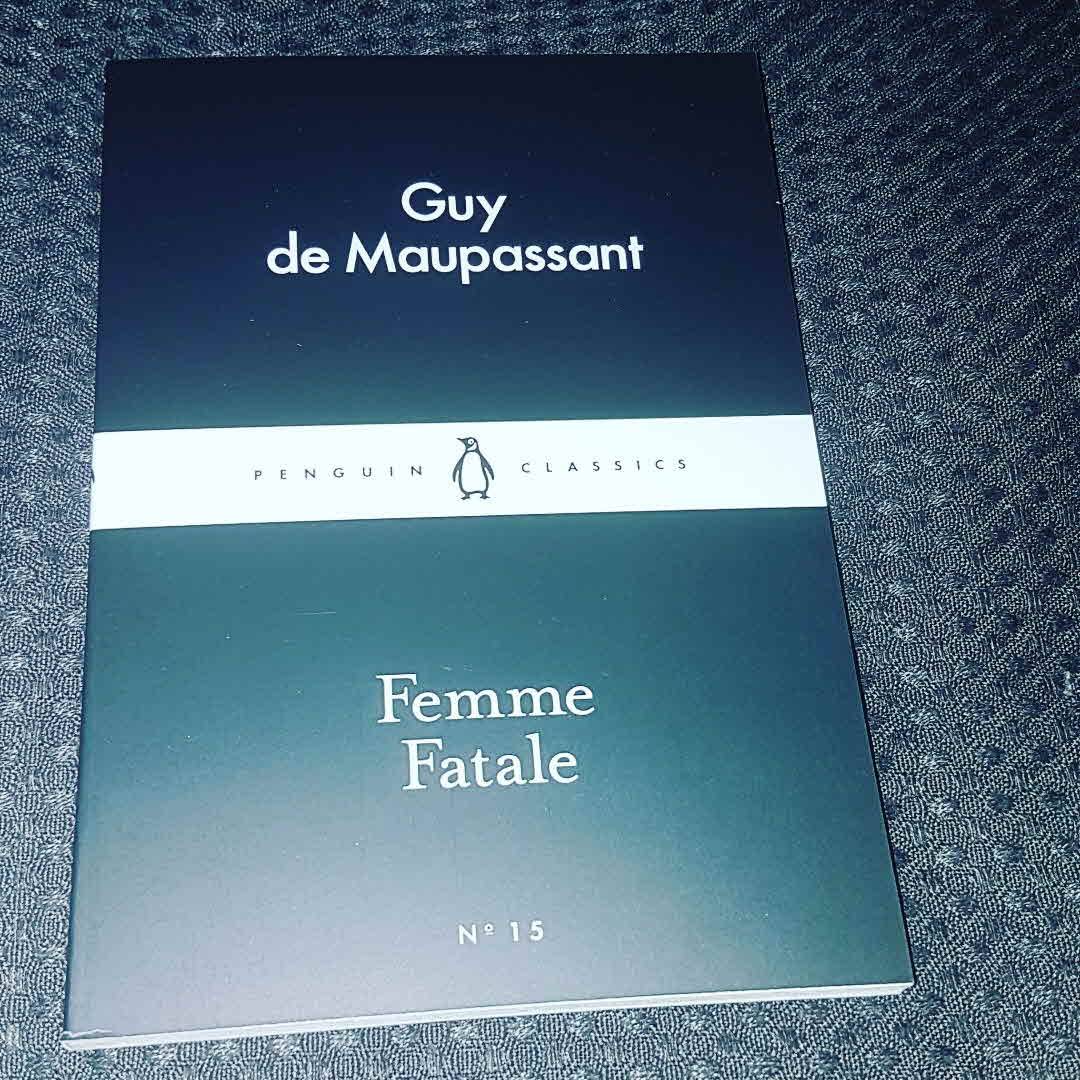 Guy
de Maupassant
PENGUIN CLASSICS
Femme
Fatale
Nº 15